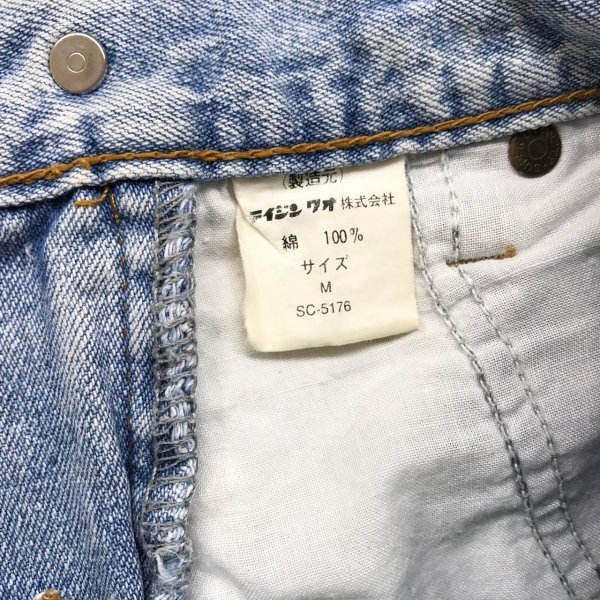 (製造元)
テイジン ワオ 株式会社
綿 100%
サイズ
M
SC-5176